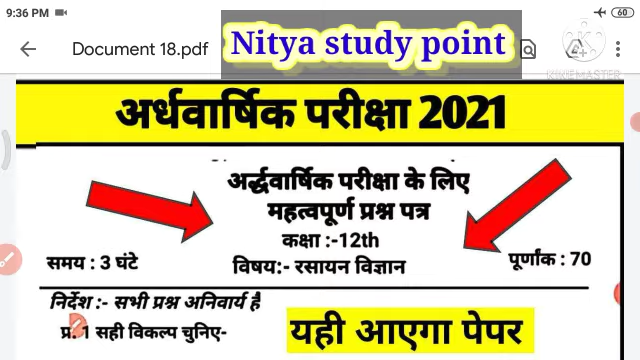 9:36 PM
60
Document 18.pdf
Nitya study point
KINEMASTER
अर्धवार्षिक परीक्षा 2021
अर्द्धवार्षिक परीक्षा के लिए
महत्वपूर्ण प्रश्न पत्र
कक्षा :-12th
समय : 3 घंटे
विषय:- रसायन विज्ञान
पूर्णांक : 70
निर्देश :- सभी प्रश्न अनिवार्य है
प्र. 1 सही विकल्प चुनिए-
यही आएगा पेपर